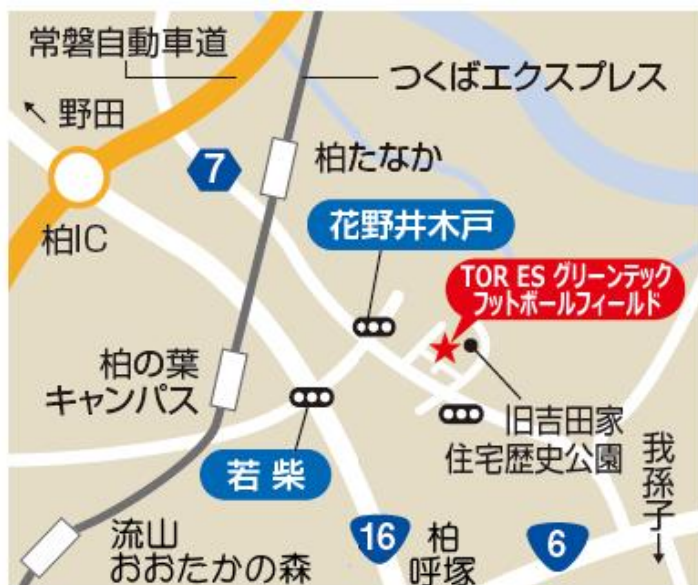 常磐自動車道
つくばエクスプレス
野田
7
柏たなか
柏IC
花野井木戸
TOR ES グリーンテック
フットボールフィールド
柏の葉
キャンパス
旧吉田家
住宅歴史公園
若柴
我孫子
流山
おおたかの森
16
柏
呼塚
6